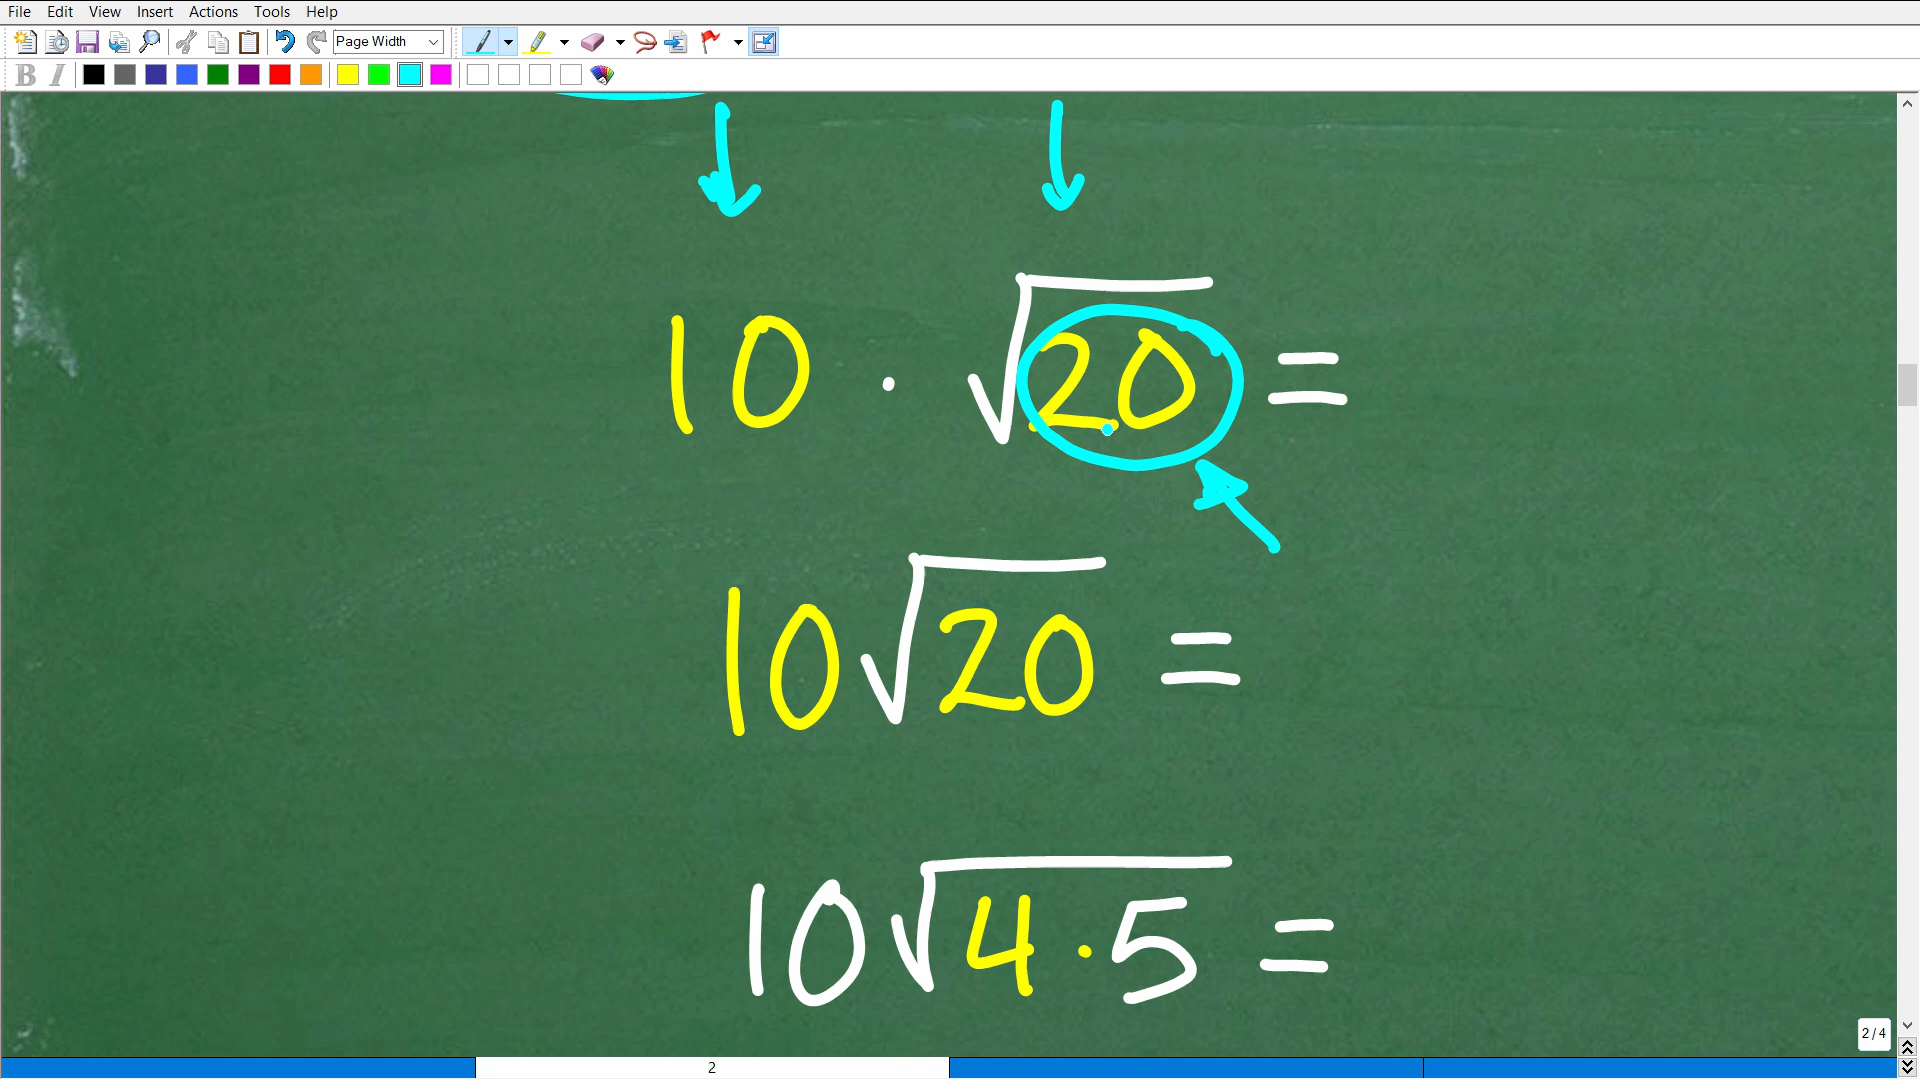 File Edit View Insert Actions Tools Help
Page Width
B I
10 · √20 =
10√20 =
10√4·5 =
2 / 4
2